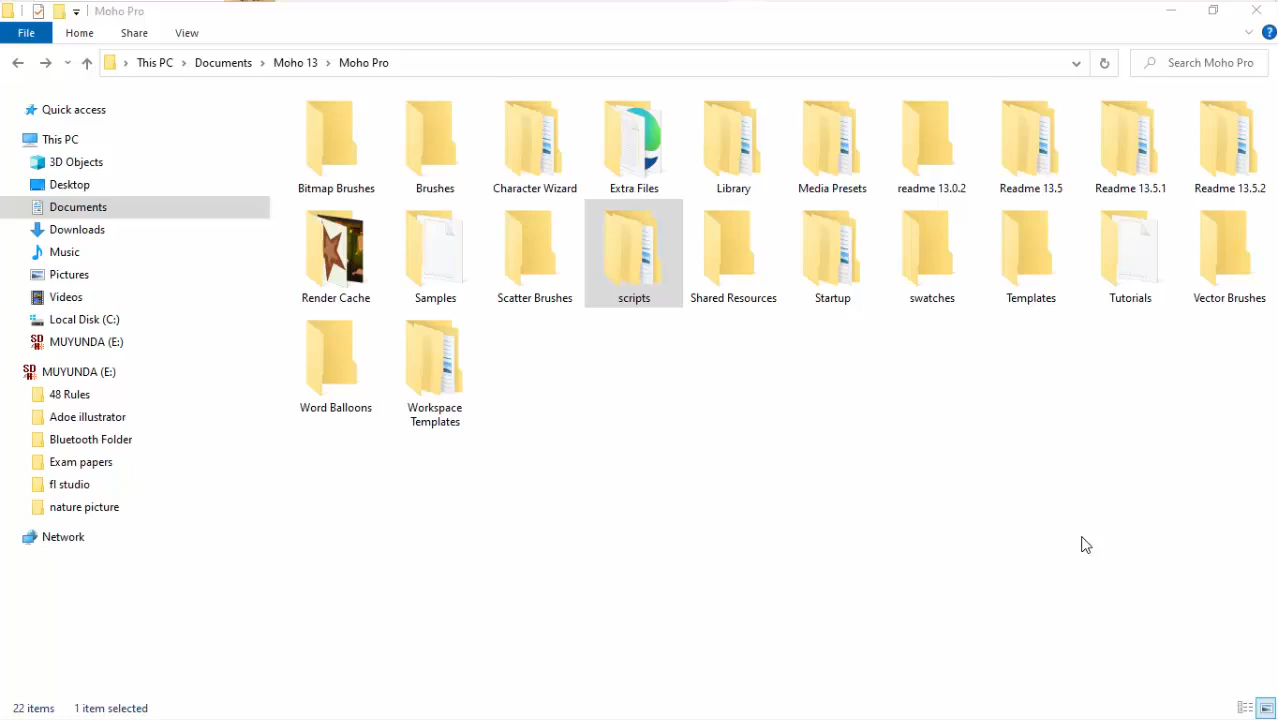 Moho Pro
File Home Share View
This PC Documents Moho 13 Moho Pro
Search Moho Pro
Quick access
This PC
3D Objects
Desktop
Documents
Downloads
Music
Pictures
Videos
Local Disk (C:)
MUYUNDA (E:)
MUYUNDA (E:)
48 Rules
Adoe illustrator
Bluetooth Folder
Exam papers
fl studio
nature picture
Network
Bitmap Brushes Brushes Character Wizard Extra Files Library Media Presets readme 13.0.2 Readme 13.5 Readme 13.5.1 Readme 13.5.2
Render Cache Samples Scatter Brushes scripts Shared Resources Startup swatches Templates Tutorials Vector Brushes
Word Balloons Workspace
Templates
22 items 1 item selected